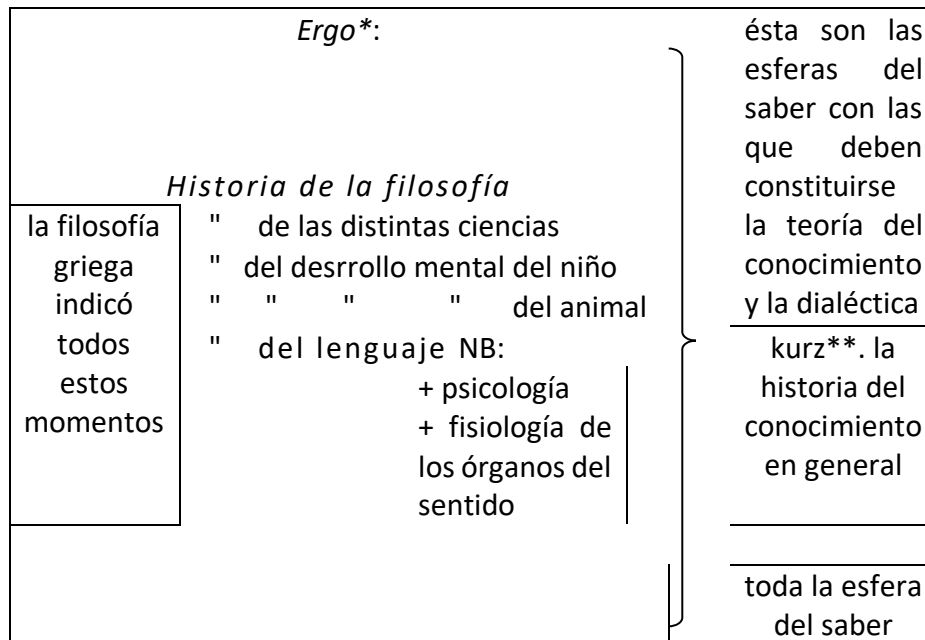 Ergo*:
Historia de la filosofía
la filosofía
griega
indicó
todos
estos
momentos
" de las distintas ciencias
" del desrrollo mental del niño
" " " " del animal
" del lenguaje NB:
+ psicología
+ fisiología de
los órganos del
sentido
ésta son las
esferas del
saber con las
que deben
constituirse
la teoría del
conocimiento
y la dialéctica
kurz**. la
historia del
conocimiento
en general
toda la esfera
del saber